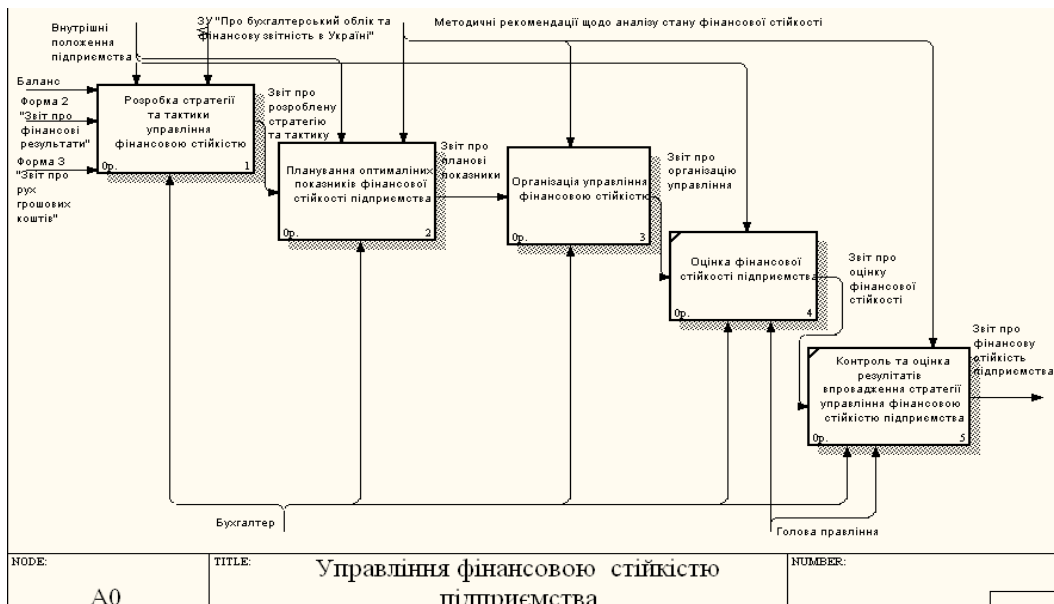 Внутрішні
положення
підприємства
ЗУ "Про бухгалтерський облік та
фінансову звітність в Україні"
Методичні рекомендації щодо аналізу стану фінансової стійкості
Баланс
Форма 2
"Звіт про
фінансові
результати"
Форма 3
"Звіт про
рух
грошових
коштів"
Розробка стратегії
та тактики
управління
фінансовою стійкістю
0р.
1
Звіт про
розроблену
стратегію
та тактику
Планування оптималіних
показників фінансової
стійкості підприємства
0р.
2
Звіт про
планові
показники
Організація управління
фінансовою стійкістю
0р.
3
Звіт про
організацію
управління
Оцінка фінансової
стійкості підприємства
0р.
4
Звіт про
оцінку
фінансової
стійкості
Контроль та оцінка
резулітатів
впровадження стратегії
управління фінансовою
стійкістю підприємства
0р.
5
Звіт про
фінансову
стійкість
підприємства
Бухгалтер
Голова правління
NODE:
A0
TITLE:
Управління фінансовою стійкістю
підприємства
NUMBER: